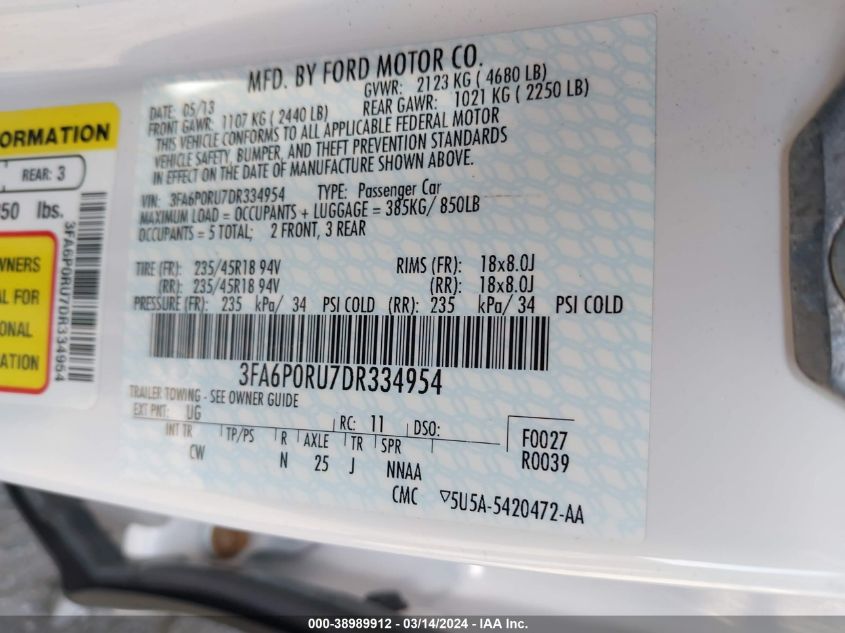 MFD. BY FORD MOTOR CO.
DATE: 05/13
GVWR: 2123 KG ( 4680 LB)
FRONT GAWR: 1107 KG ( 2440 LB)
REAR GAWR: 1021 KG ( 2250 LB)
THIS VEHICLE CONFORMS TO ALL APPLICABLE FEDERAL MOTOR
VEHICLE SAFETY, BUMPER, AND THEFT PREVENTION STANDARDS
IN EFFECT ON THE DATE OF MANUFACTURE SHOWN ABOVE.
VIN: 3FA6P0RU7DR334954 TYPE: Passenger Car
MAXIMUM LOAD = OCCUPANTS + LUGGAGE = 385KG/ 850LB
OCCUPANTS = 5 TOTAL; 2 FRONT, 3 REAR
TIRE (FR): 235/45R18 94V RIMS (FR): 18x8.0J
(RR): 235/45R18 94V (RR): 18x8.0J
PRESSURE (FR): 235 kPa/ 34 PSI COLD (RR): 235 kPa/ 34 PSI COLD
3FA6P0RU7DR334954
TRAILER TOWING - SEE OWNER GUIDE
EXT PNT: UG RC: 11 DSO: F0027
INT TR TP/PS R AXLE TR SPR R0039
CW N 25 J NNAA
CMC ▽5U5A-5420472-AA
ORMATION
REAR: 3
850 lbs.
3FA6P0RU7DR334954
WNERS
AL FOR
ONAL
ATION
000-38989912 - 03/14/2024 - IAA Inc.